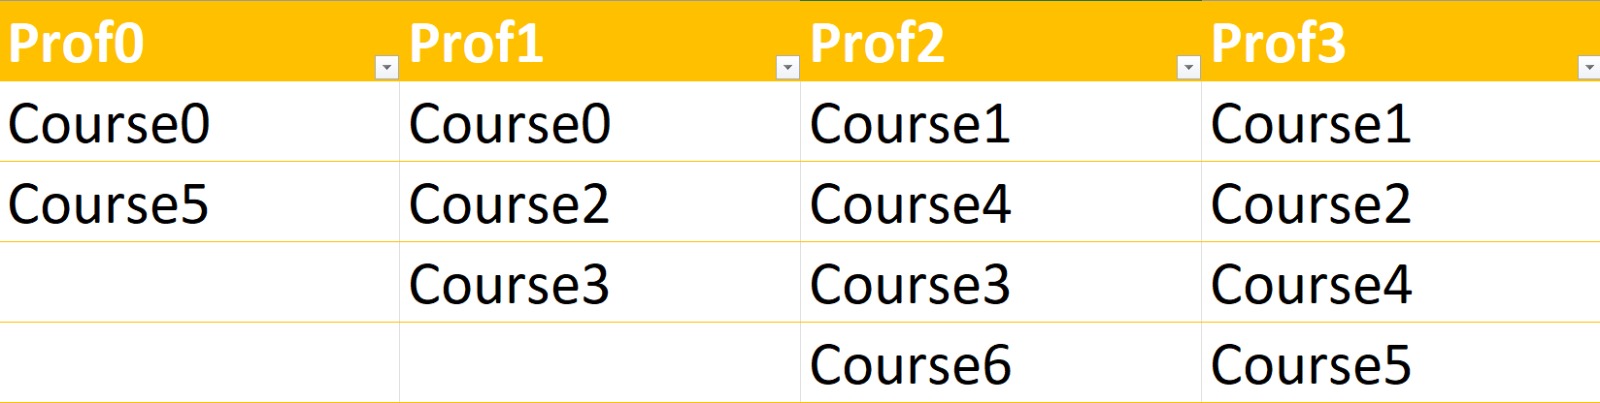 Prof0 Prof1 Prof2 Prof3
Course0 Course0 Course1 Course1
Course5 Course2 Course4 Course2
Course3 Course3 Course4
Course6 Course5